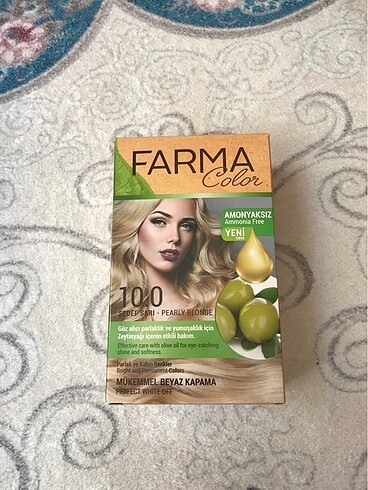 FARMA
Color
AMONYAKSIZ
Ammonia Free
YENİ
new
10.0
SEDEF SARI - PEARLY BLONDE
Göz alıcı parlaklık ve yumuşaklık için
Zeytinyağı içeren etkili bakım.
Effective care with olive oil for eye-catching
shine and softness.
Parlak ve Kalıcı Renkler
Bright and Permanent Colors
MÜKEMMEL BEYAZ KAPAMA
PERFECT WHITE OFF